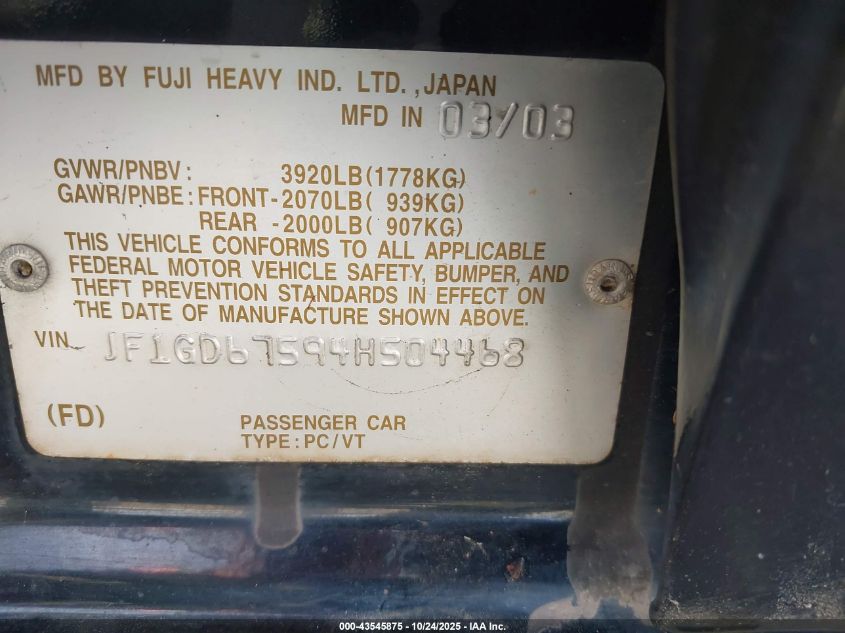 MFD BY FUJI HEAVY IND. LTD., JAPAN
MFD IN 03/03
GVWR/PNBV: 3920LB(1778KG)
GAWR/PNBE: FRONT-2070LB( 939KG)
REAR -2000LB( 907KG)
THIS VEHICLE CONFORMS TO ALL APPLICABLE
FEDERAL MOTOR VEHICLE SAFETY, BUMPER, AND
THEFT PREVENTION STANDARDS IN EFFECT ON
THE DATE OF MANUFACTURE SHOWN ABOVE.
VIN JF1GD67594H504468
(FD)
PASSENGER CAR
TYPE: PC/VT
000-43545875 - 10/24/2025 - IAA Inc.